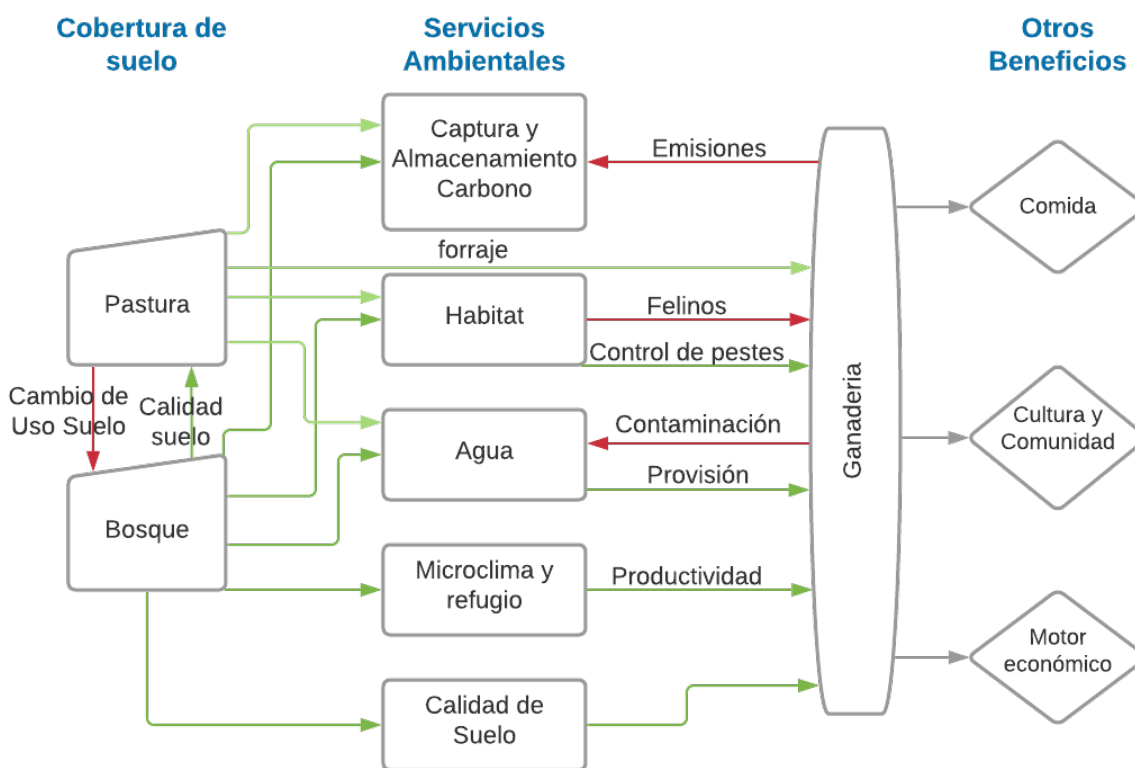 Cobertura de
suelo
Servicios
Ambientales
Otros
Beneficios
Captura y
Almacenamiento
Carbono
Emisiones
Comida
forraje
Pastura
Habitat
Felinos
Control de pestes
Cambio de
Uso Suelo
Calidad
suelo
Agua
Contaminación
Provisión
Ganaderia
Cultura y
Comunidad
Bosque
Microclima y
refugio
Productividad
Motor
económico
Calidad de
Suelo